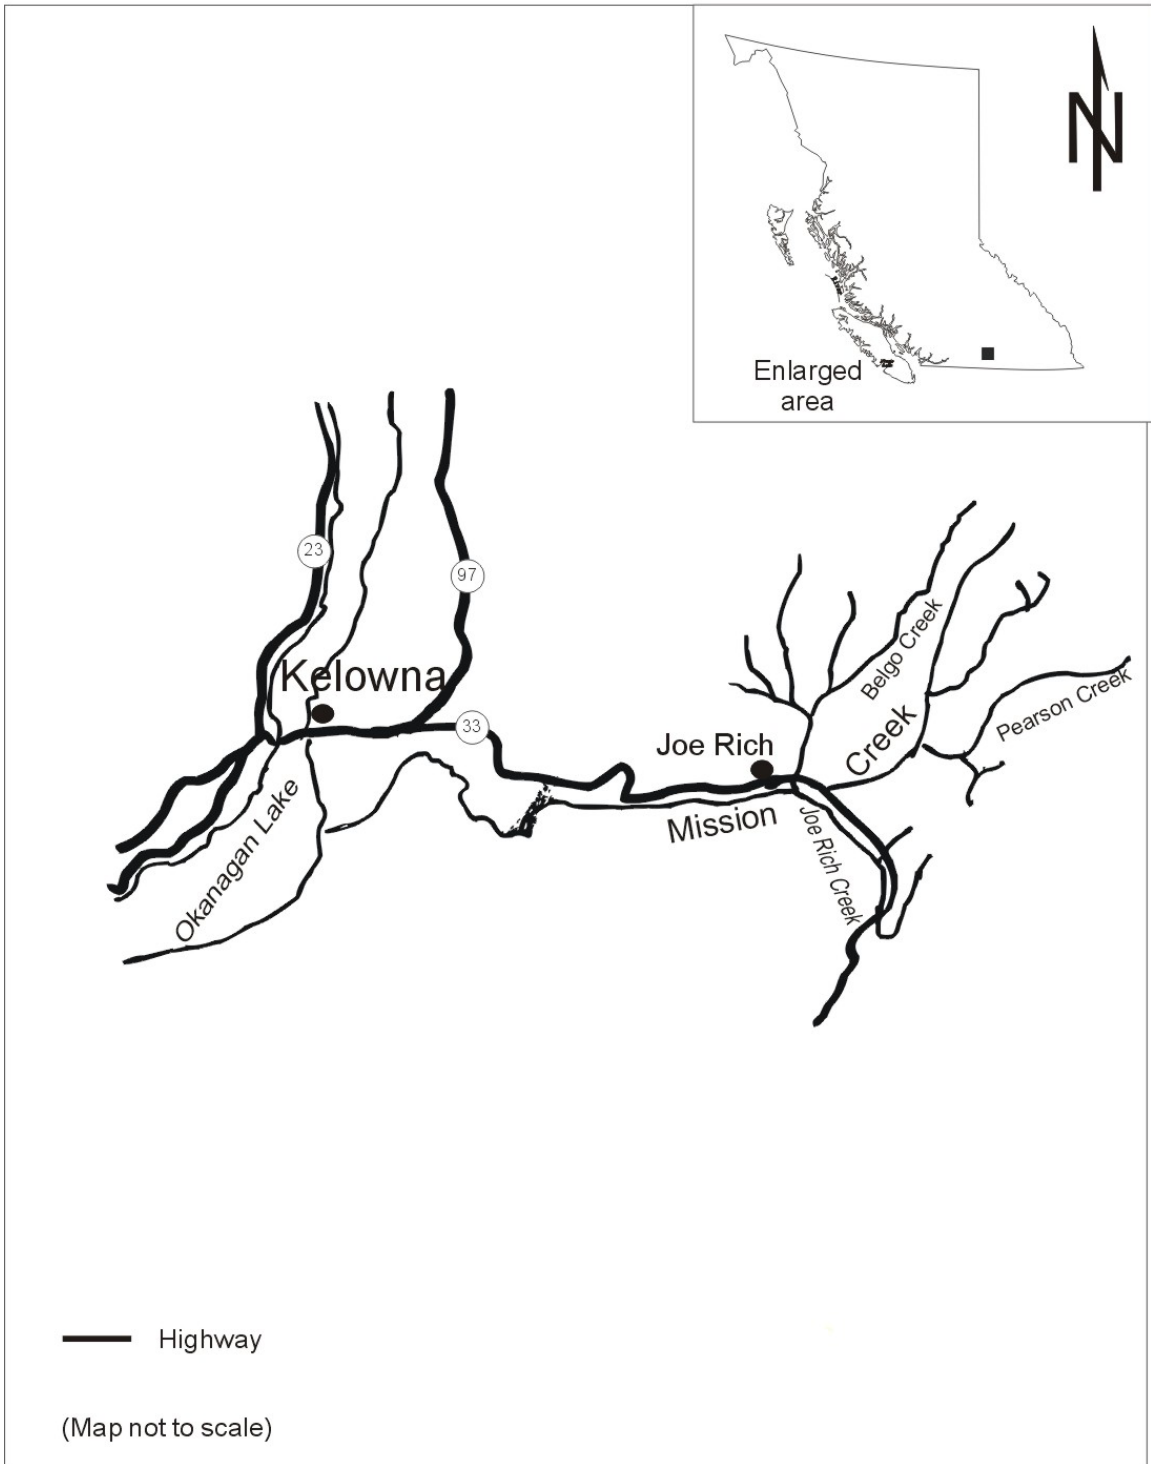 N
Enlarged
area
23
97
Kelowna
33
Belgo Creek
Pearson Creek
Creek
Joe Rich
Mission
Joe Rich Creek
Okanagan Lake
Highway
(Map not to scale)